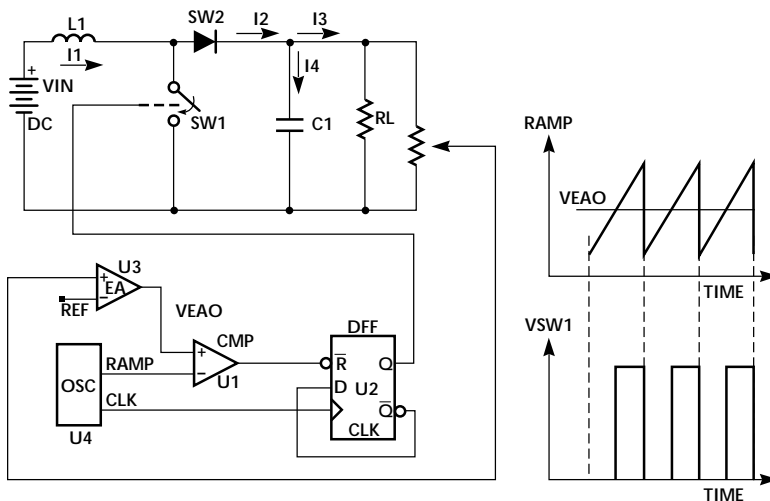 L1
SW2
I1
I2
I3
I4
+
VIN
DC
SW1
C1
RL
U3
+
EA
−
REF
VEAO
CMP
+
−
U1
RAMP
OSC
CLK
U4
DFF
R
Q
D
U2
Q
CLK
RAMP
VEAO
TIME
VSW1
TIME